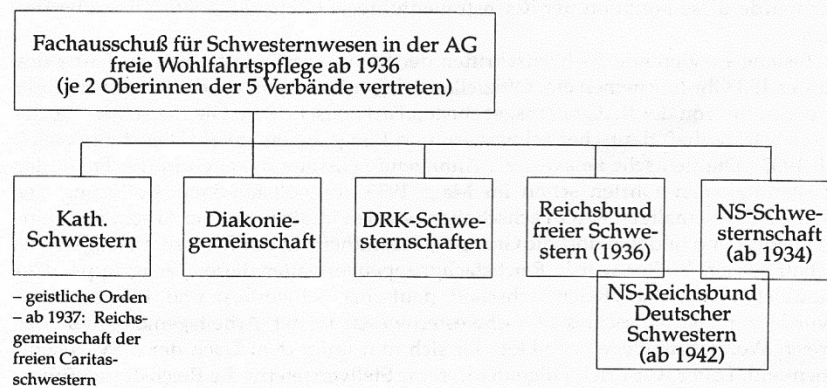 Fachausschuß für Schwesternwesen in der AG
freie Wohlfahrtspflege ab 1936
(je 2 Oberinnen der 5 Verbände vertreten)
Kath.
Schwestern
Diakonie-
gemeinschaft
DRK-Schwe-
sternschaften
Reichsbund
freier Schwe-
stern (1936)
NS-Schwe-
sternschaft
(ab 1934)
– geistliche Orden
– ab 1937: Reichs-
gemeinschaft der
freien Caritas-
schwestern
NS-Reichsbund
Deutscher
Schwestern
(ab 1942)